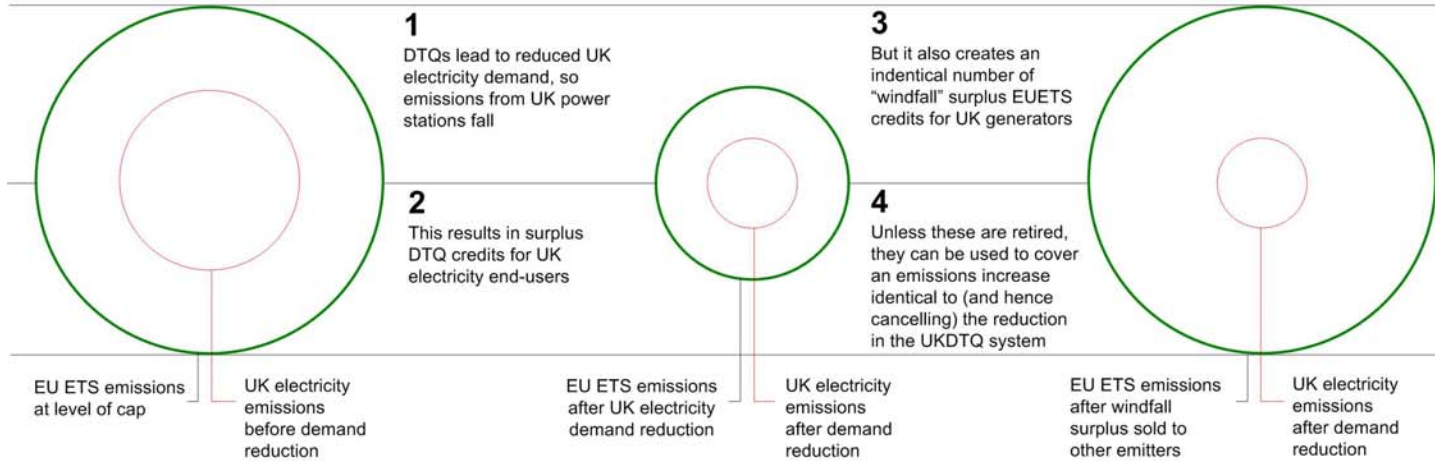 1
DTQs lead to reduced UK
electricity demand, so
emissions from UK power
stations fall
2
This results in surplus
DTQ credits for UK
electricity end-users
3
But it also creates an
indentical number of
“windfall” surplus EUETS
credits for UK generators
4
Unless these are retired,
they can be used to cover
an emissions increase
identical to (and hence
cancelling) the reduction
in the UKDTQ system
EU ETS emissions
at level of cap
UK electricity
emissions
before demand
reduction
EU ETS emissions
after UK electricity
demand reduction
UK electricity
emissions
after demand
reduction
EU ETS emissions
after windfall
surplus sold to
other emitters
UK electricity
emissions
after demand
reduction